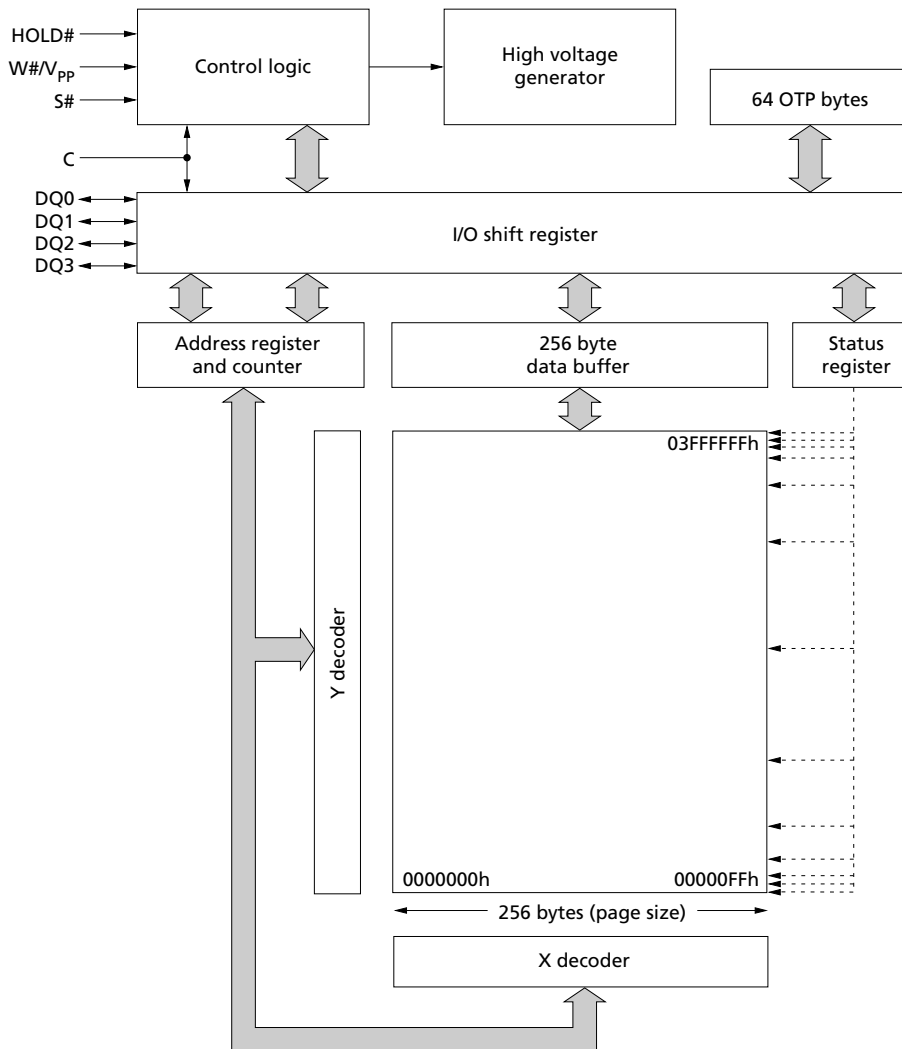 HOLD#
W#/VPP
S#
Control logic
High voltage
generator
64 OTP bytes
C
DQ0
DQ1
DQ2
DQ3
I/O shift register
Address register
and counter
256 byte
data buffer
Status
register
Y decoder
03FFFFFFh
0000000h
00000FFh
256 bytes (page size)
X decoder